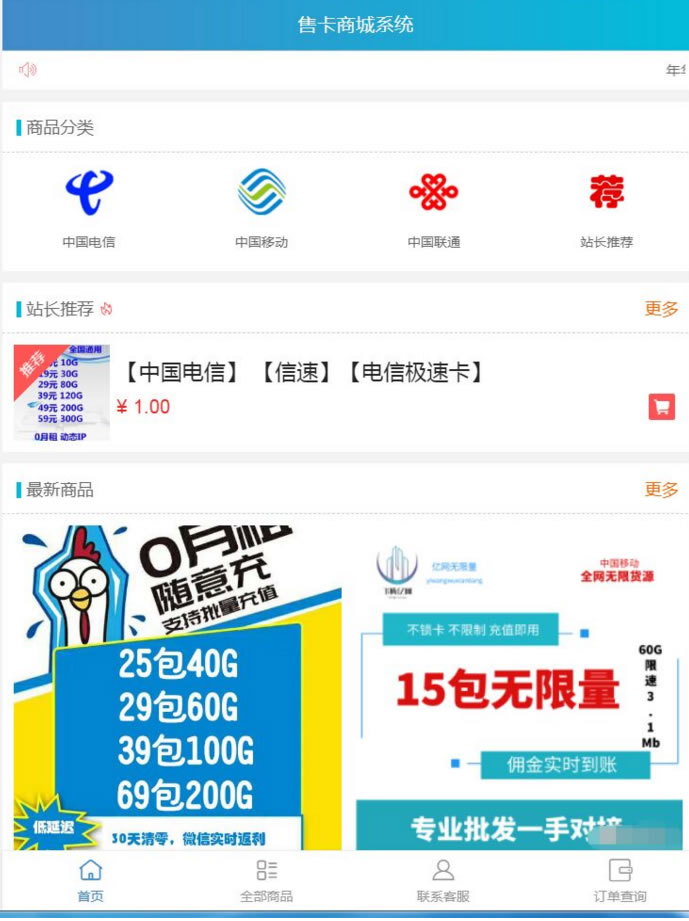 售卡商城系统
商品分类
中国电信
中国移动
中国联通
荐
站长推荐
站长推荐
更多
推荐
全国通用
10G
19元 30G
29元 80G
39元 120G
49元 200G
59元 300G
0月租 动态IP
【中国电信】【信速】【电信极速卡】
¥ 1.00
最新商品
更多
0月租
随意充
支持批量充值
25包40G
29包60G
39包100G
69包200G
低延迟
30天清零，微信实时返利
亿网无限量
yiwangwuxianliang
中国移动
全网无限货源
不锁卡 不限制 充值即用
15包无限量
60G
限
速
3
.
1
Mb
佣金实时到账
专业批发一手对接
首页
全部商品
联系客服
订单查询